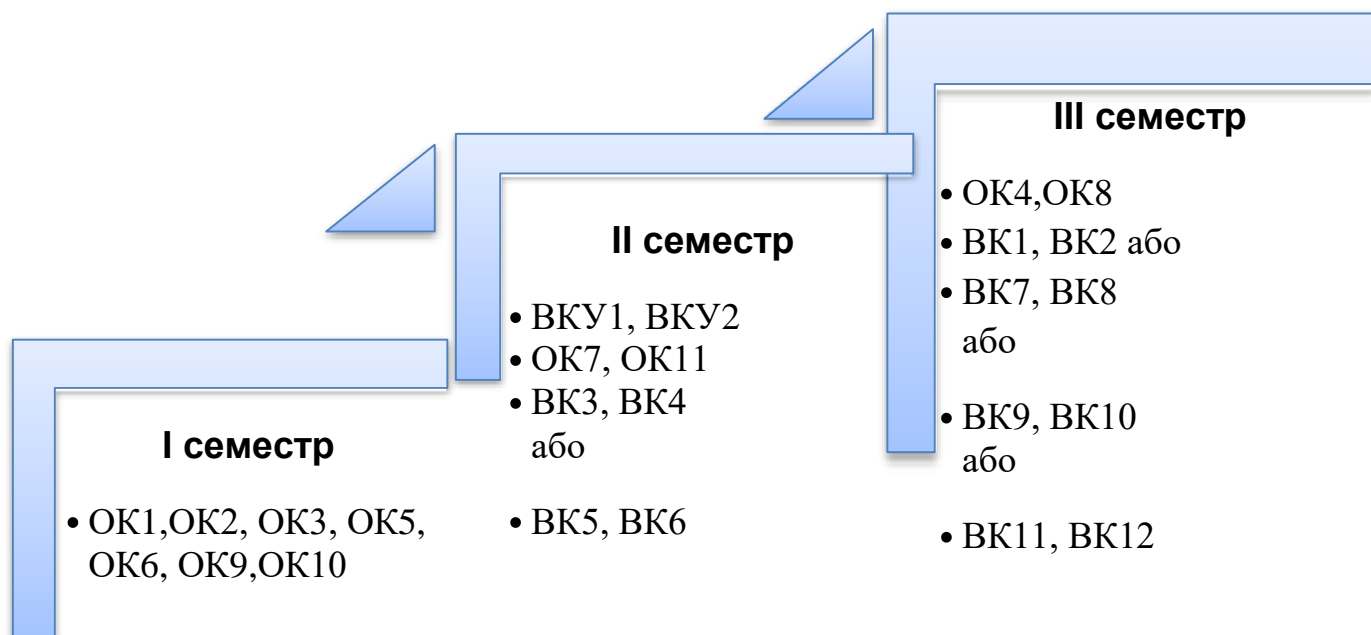 I семестр
• ОК1,ОК2, ОК3, ОК5,
ОК6, ОК9,ОК10
II семестр
• ВКУ1, ВКУ2
• ОК7, ОК11
• ВК3, ВК4
або
• ВК5, ВК6
III семестр
• ОК4,ОК8
• ВК1, ВК2 або
• ВК7, ВК8
або
• ВК9, ВК10
або
• ВК11, ВК12